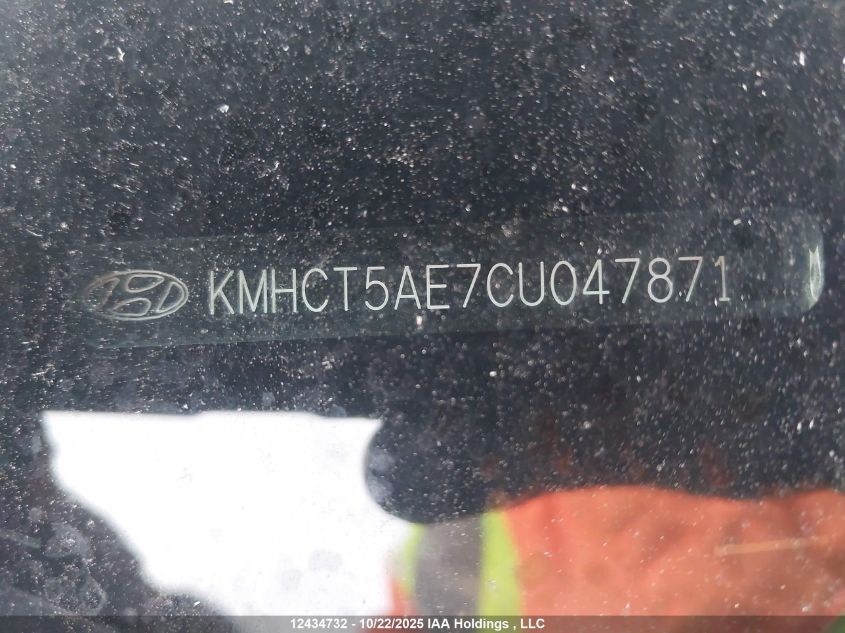 KMHCT5AE7CU047871
12434732 - 10/22/2025 IAA Holdings , LLC